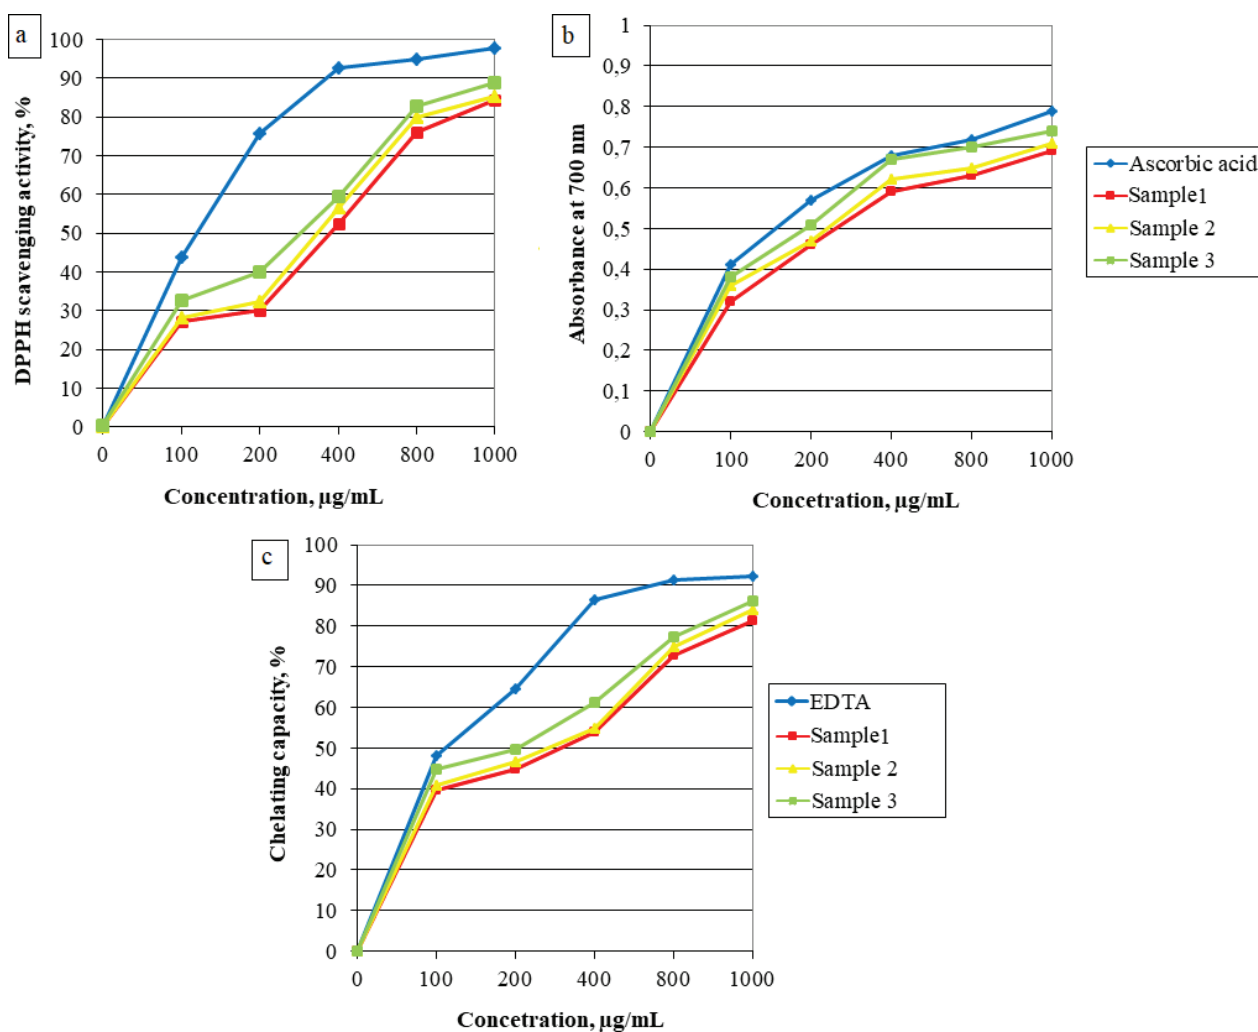 a
100
90
80
70
60
50
40
30
20
10
0
DPPH scavenging activity, %
0 100 200 400 800 1000
Concentration, µg/mL
b
1
0,9
0,8
0,7
0,6
0,5
0,4
0,3
0,2
0,1
0
Absorbance at 700 nm
0 100 200 400 800 1000
Concetration, µg/mL
Ascorbic acid
Sample1
Sample 2
Sample 3
c
100
90
80
70
60
50
40
30
20
10
0
Chelating capacity, %
0 100 200 400 800 1000
Concetration, µg/mL
EDTA
Sample1
Sample 2
Sample 3